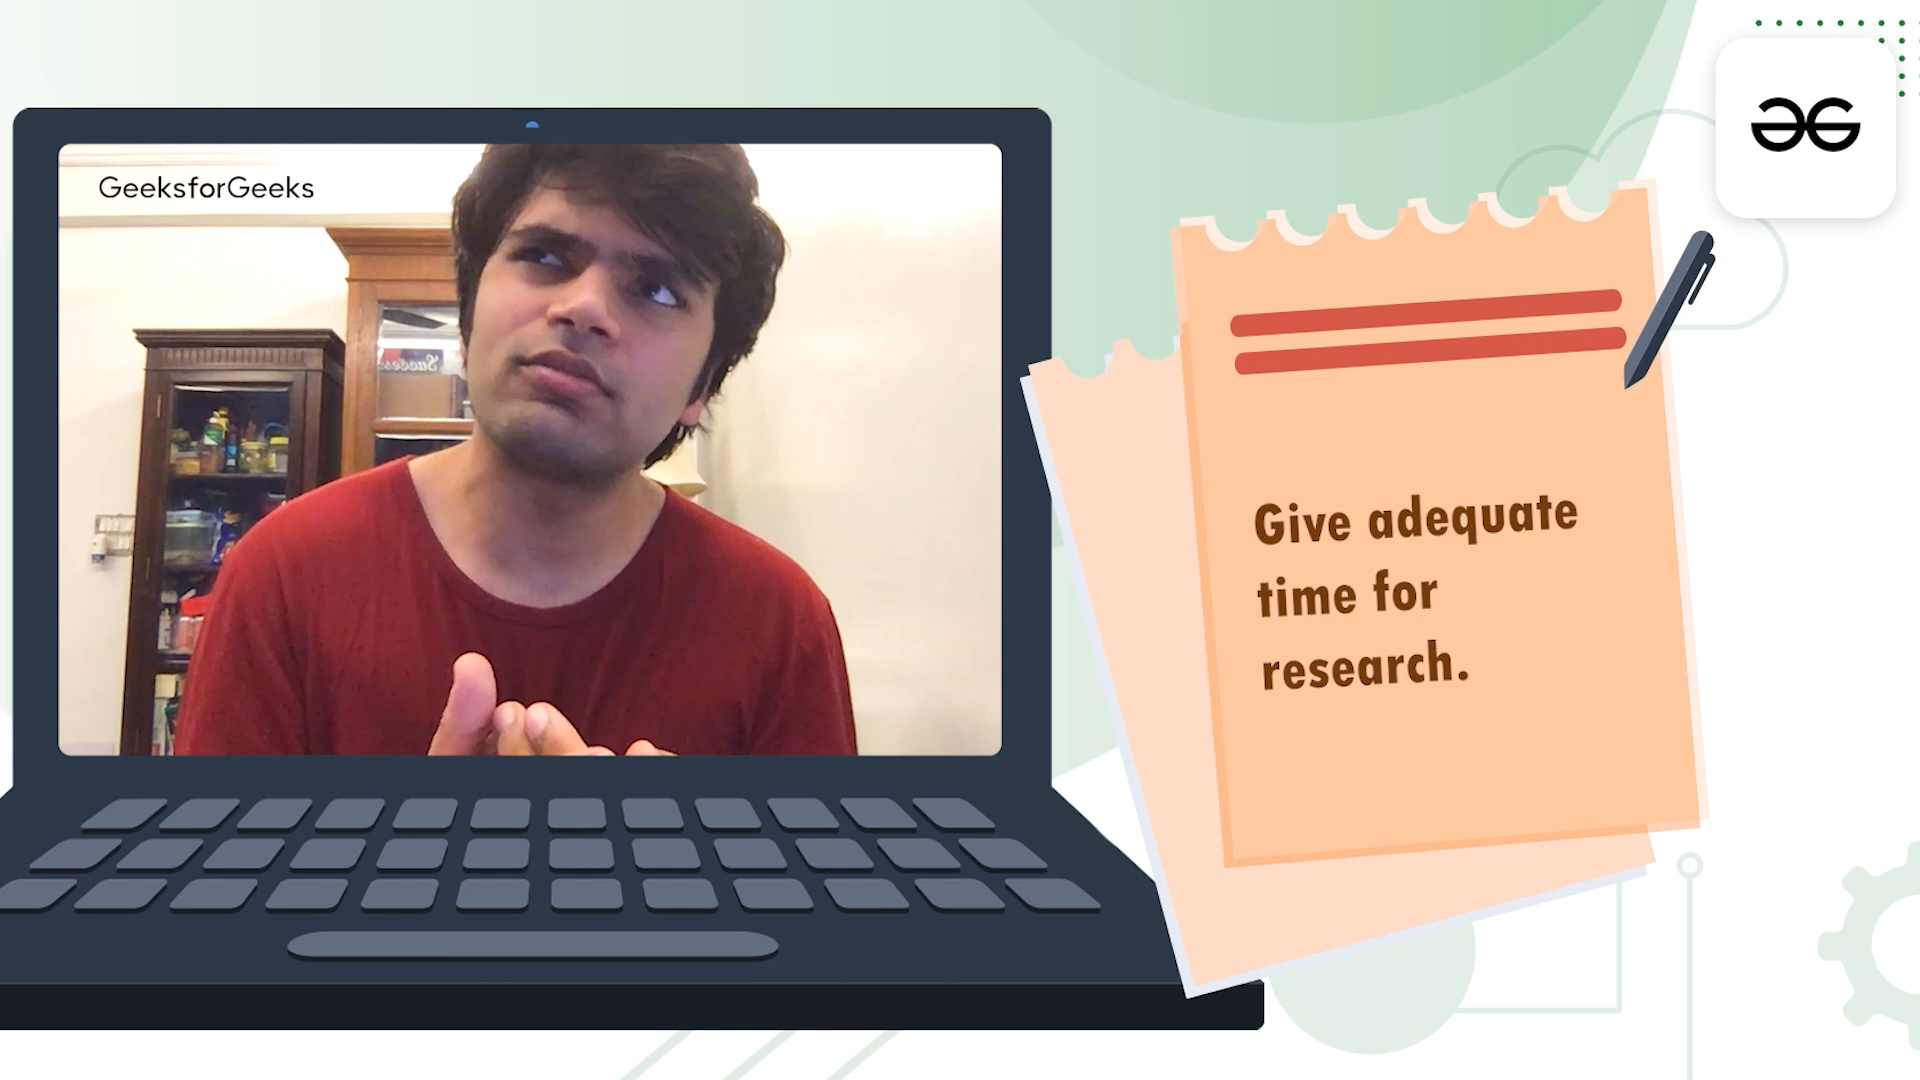 GeeksforGeeks
Give adequate
time for
research.